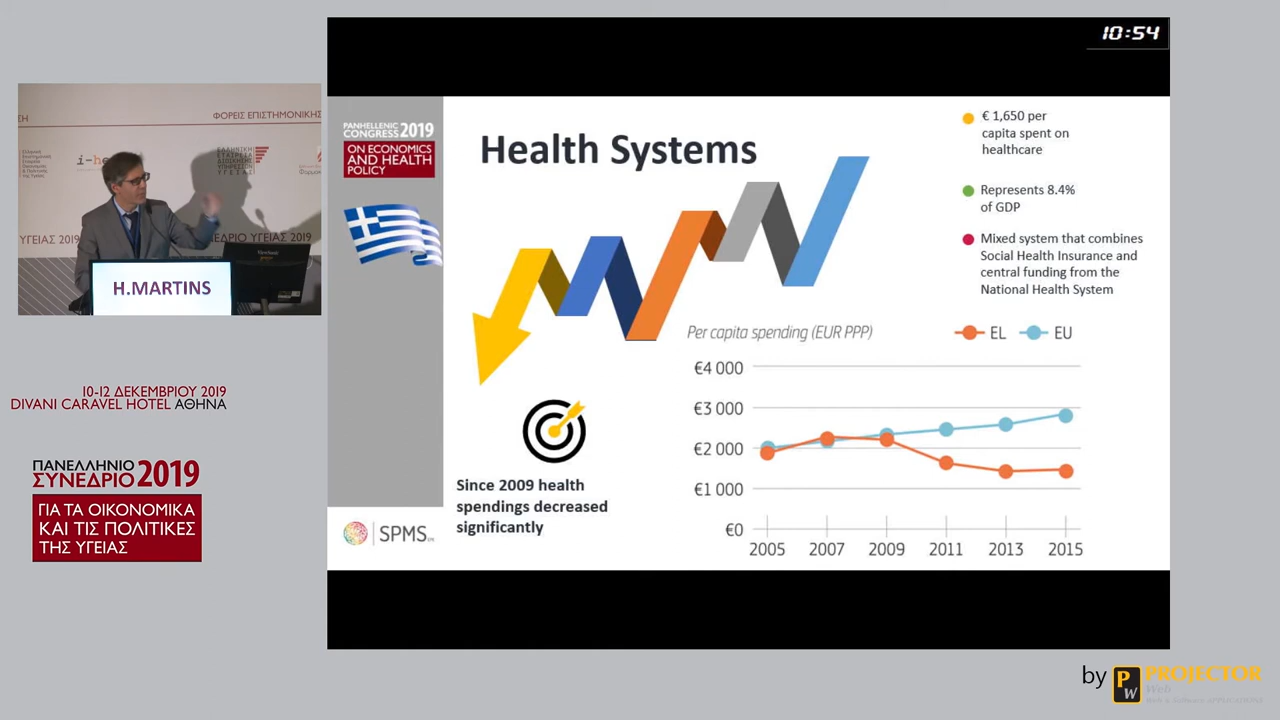 10:54
ΣΗ
ΦΟΡΕΙΣ ΕΠΙΣΤΗΜΟΝΙΚΗΣ
ΥΓΕΙΑΣ 2019
ΕΔΡΙΟ ΥΓΕΙΑΣ 2019
H.MARTINS
10-12 ΔΕΚΕΜΒΡΙΟΥ 2019
DIVANI CARAVEL HOTEL ΑΘΗΝΑ
ΠΑΝΕΛΛΗΝΙΟ
ΣΥΝΕΔΡΙΟ 2019
ΓΙΑ ΤΑ ΟΙΚΟΝΟΜΙΚΑ
ΚΑΙ ΤΙΣ ΠΟΛΙΤΙΚΕΣ
ΤΗΣ ΥΓΕΙΑΣ
PANHELLENIC
CONGRESS 2019
ON ECONOMICS
AND HEALTH
POLICY
Health Systems
€ 1,650 per
capita spent on
healthcare
Represents 8.4%
of GDP
Mixed system that combines
Social Health Insurance and
central funding from the
National Health System
Since 2009 health
spendings decreased
significantly
SPMS
Per capita spending (EUR PPP)
EL EU
€4 000
€3 000
€2 000
€1 000
€0
2005 2007 2009 2011 2013 2015
by PROJECTOR
PW Web